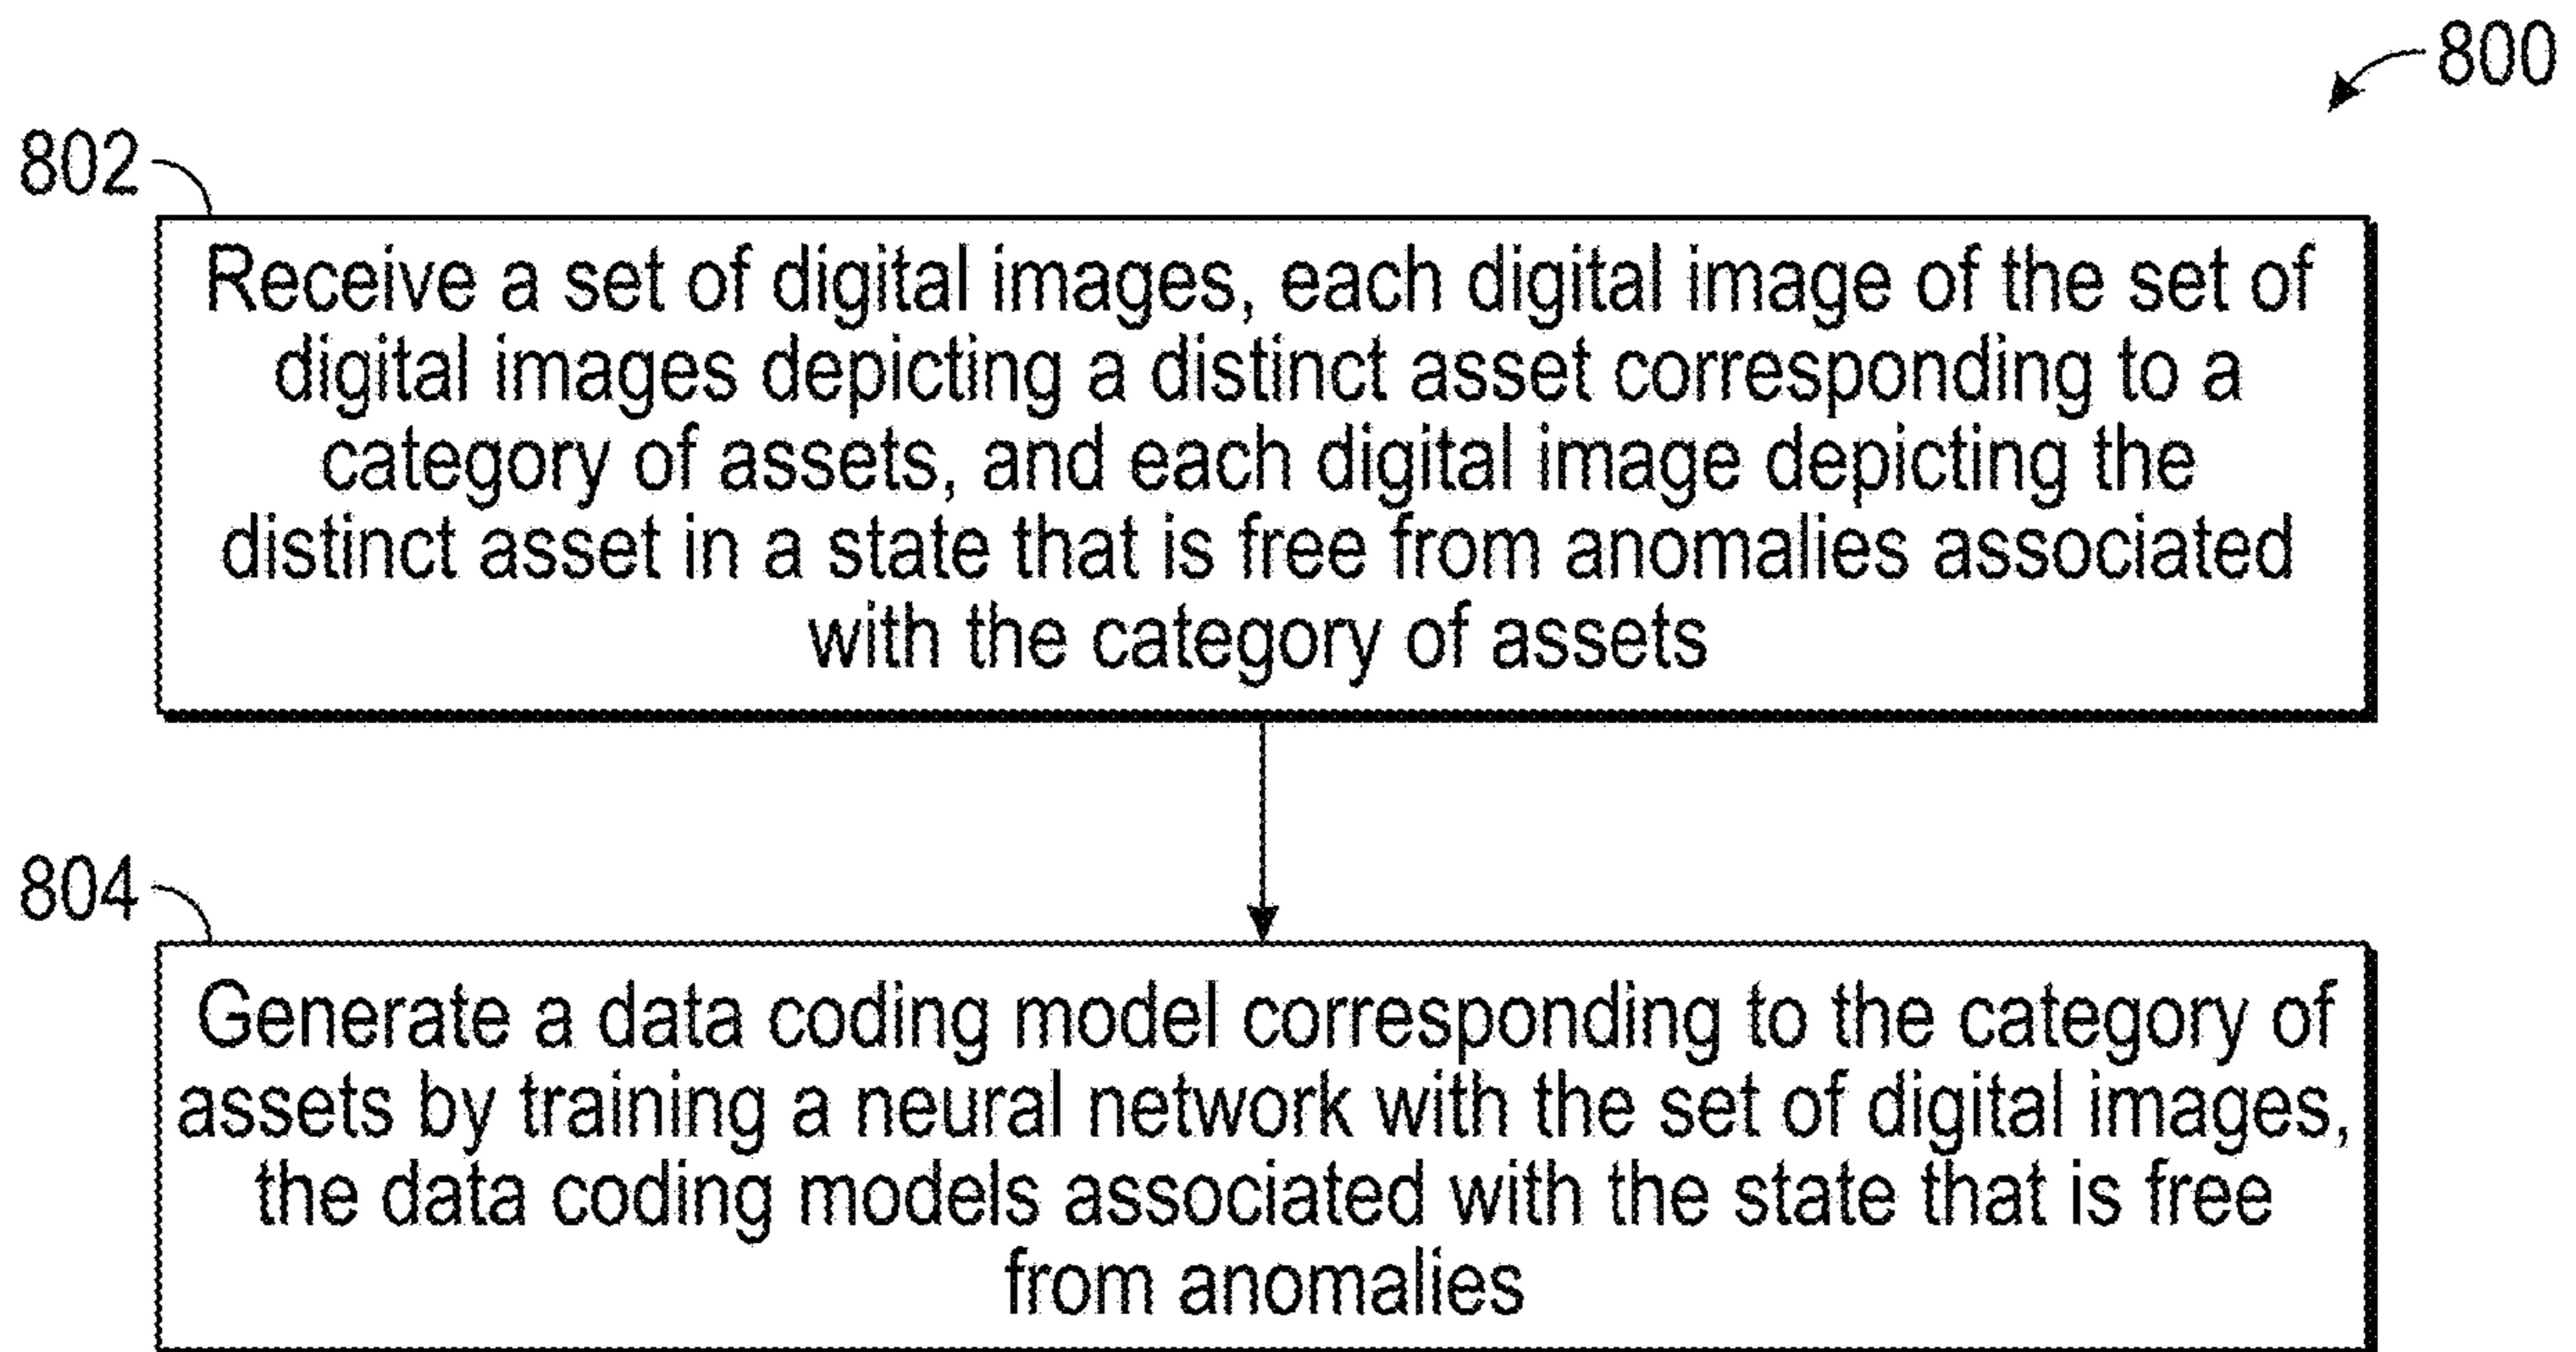 800
802
Receive a set of digital images, each digital image of the set of
digital images depicting a distinct asset corresponding to a
category of assets, and each digital image depicting the
distinct asset in a state that is free from anomalies associated
with the category of assets
804
Generate a data coding model corresponding to the category of
assets by training a neural network with the set of digital images,
the data coding models associated with the state that is free
from anomalies